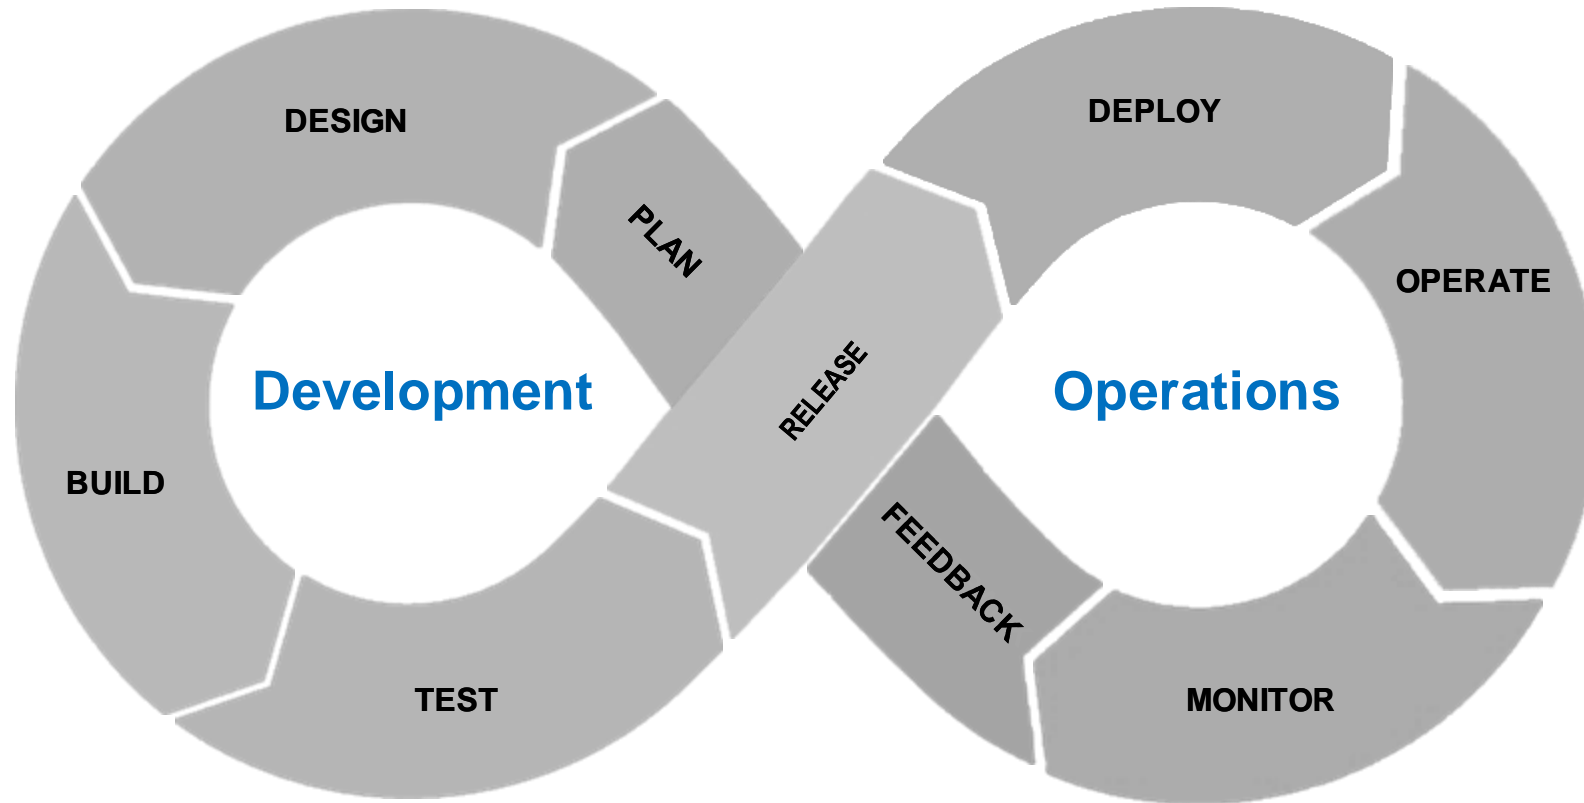 DESIGN
DEPLOY
PLAN
OPERATE
RELEASE
Development
Operations
BUILD
FEEDBACK
TEST
MONITOR